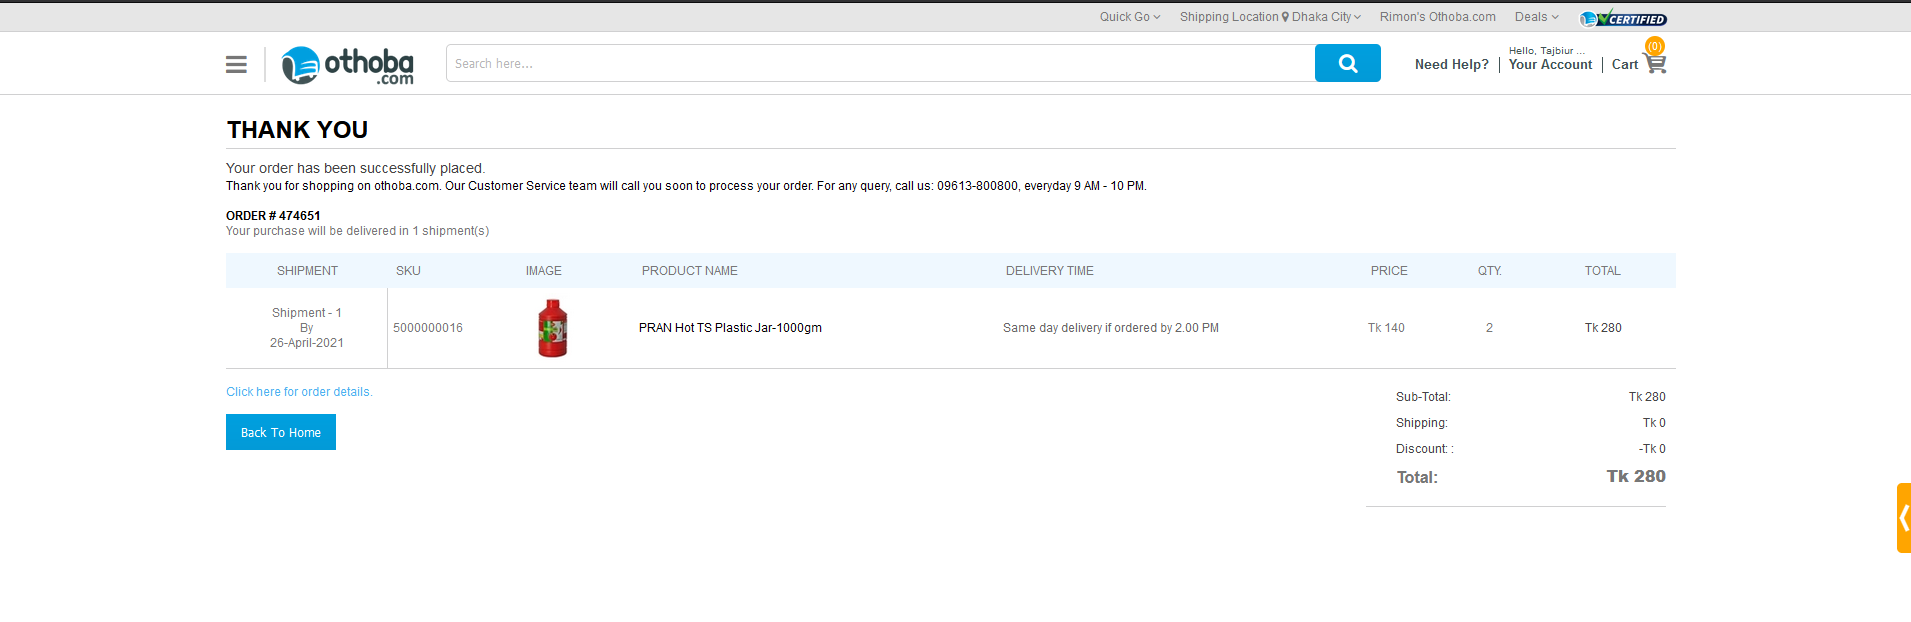 Quick Go Shipping Location Dhaka City Rimon's Othoba.com Deals CERTIFIED
othoba.com
Search here...
Need Help?
Hello, Tajbiur ...
Your Account
Cart (0)
THANK YOU
Your order has been successfully placed.
Thank you for shopping on othoba.com. Our Customer Service team will call you soon to process your order. For any query, call us: 09613-800800, everyday 9 AM - 10 PM.
ORDER # 474651
Your purchase will be delivered in 1 shipment(s)
SHIPMENT SKU IMAGE PRODUCT NAME DELIVERY TIME PRICE QTY. TOTAL
Shipment - 1
By
26-April-2021
5000000016 PRAN Hot TS Plastic Jar-1000gm Same day delivery if ordered by 2.00 PM Tk 140 2 Tk 280
Click here for order details.
Back To Home
Sub-Total: Tk 280
Shipping: Tk 0
Discount: : -Tk 0
Total: Tk 280